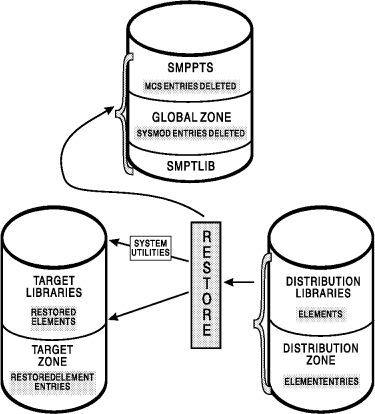 SMPPTS
MCS ENTRIES DELETED
GLOBAL ZONE
SYSMOD ENTRIES DELETED
SMPTLIB
SYSTEM
UTILITIES
RESTORE
TARGET
LIBRARIES
RESTORED
ELEMENTS
TARGET
ZONE
RESTOREDELEMENT
ENTRIES
DISTRIBUTION
LIBRARIES
ELEMENTS
DISTRIBUTION
ZONE
ELEMENTENTRIES